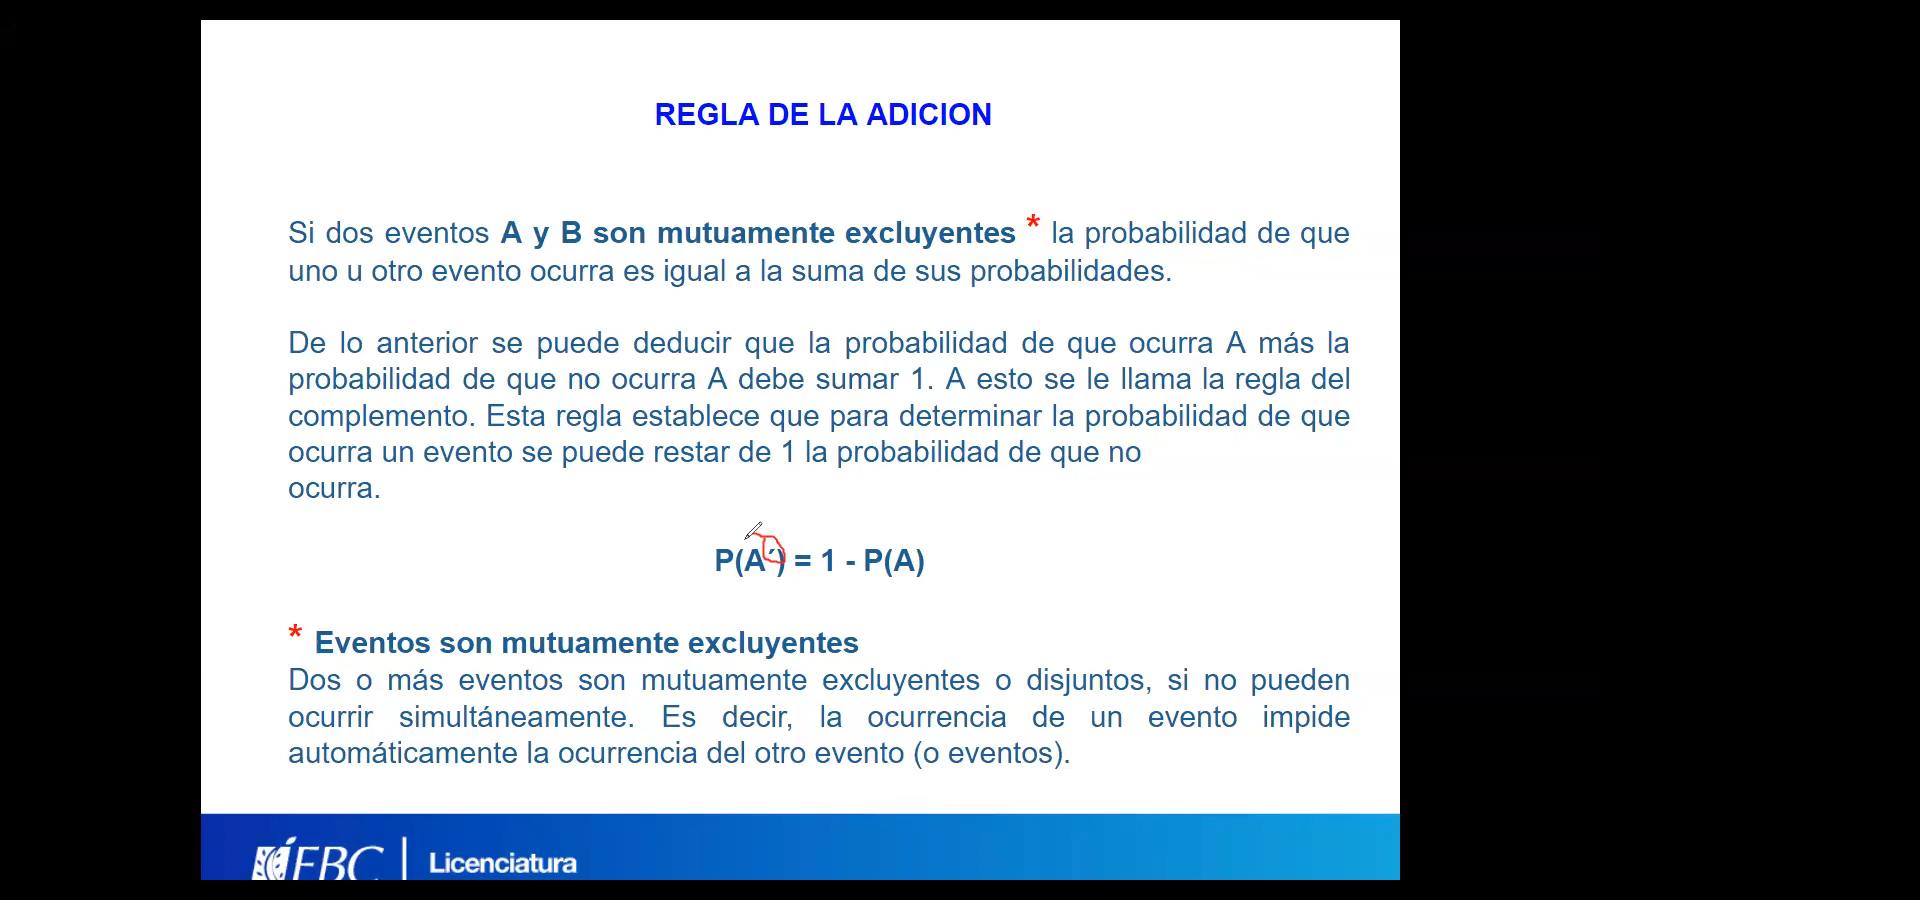 REGLA DE LA ADICION
Si dos eventos A y B son mutuamente excluyentes * la probabilidad de que
uno u otro evento ocurra es igual a la suma de sus probabilidades.
De lo anterior se puede deducir que la probabilidad de que ocurra A más la
probabilidad de que no ocurra A debe sumar 1. A esto se le llama la regla del
complemento. Esta regla establece que para determinar la probabilidad de que
ocurra un evento se puede restar de 1 la probabilidad de que no
ocurra.
P(A´) = 1 - P(A)
* Eventos son mutuamente excluyentes
Dos o más eventos son mutuamente excluyentes o disjuntos, si no pueden
ocurrir simultáneamente. Es decir, la ocurrencia de un evento impide
automáticamente la ocurrencia del otro evento (o eventos).
EBC | Licenciatura